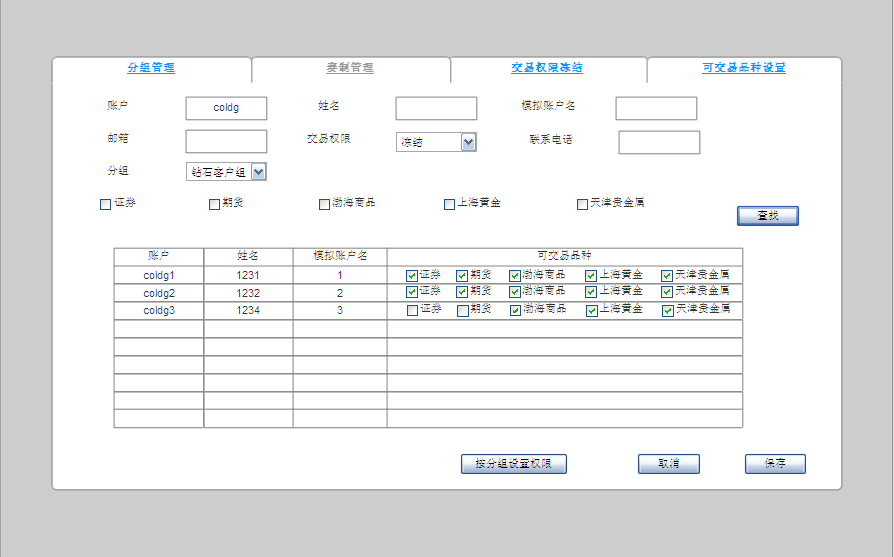 分组管理 赛制管理 交易权限冻结 可交易品种设置
账户 coldg 姓名 模拟账户名
邮箱 交易权限 冻结 联系电话
分组 钻石客户组
证券 期货 渤海商品 上海黄金 天津贵金属
查找
账户 姓名 模拟账户名 可交易品种
coldg1 1231 1 证券 期货 渤海商品 上海黄金 天津贵金属
coldg2 1232 2 证券 期货 渤海商品 上海黄金 天津贵金属
coldg3 1234 3 证券 期货 渤海商品 上海黄金 天津贵金属
按分组设置权限 取消 保存